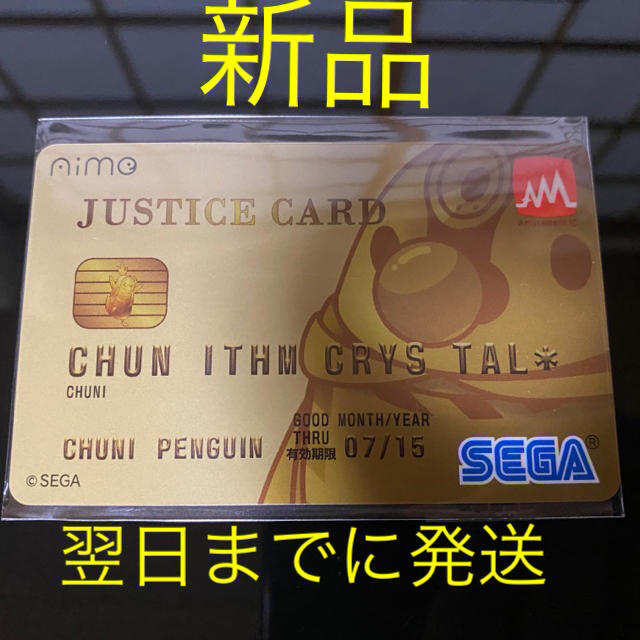 新品
Aime
JUSTICE CARD
CHUN ITHM CRYS TAL*
CHUNI
GOOD MONTH/YEAR
THRU
有効期限 07/15
CHUNI PENGUIN
SEGA®
©SEGA
翌日までに発送